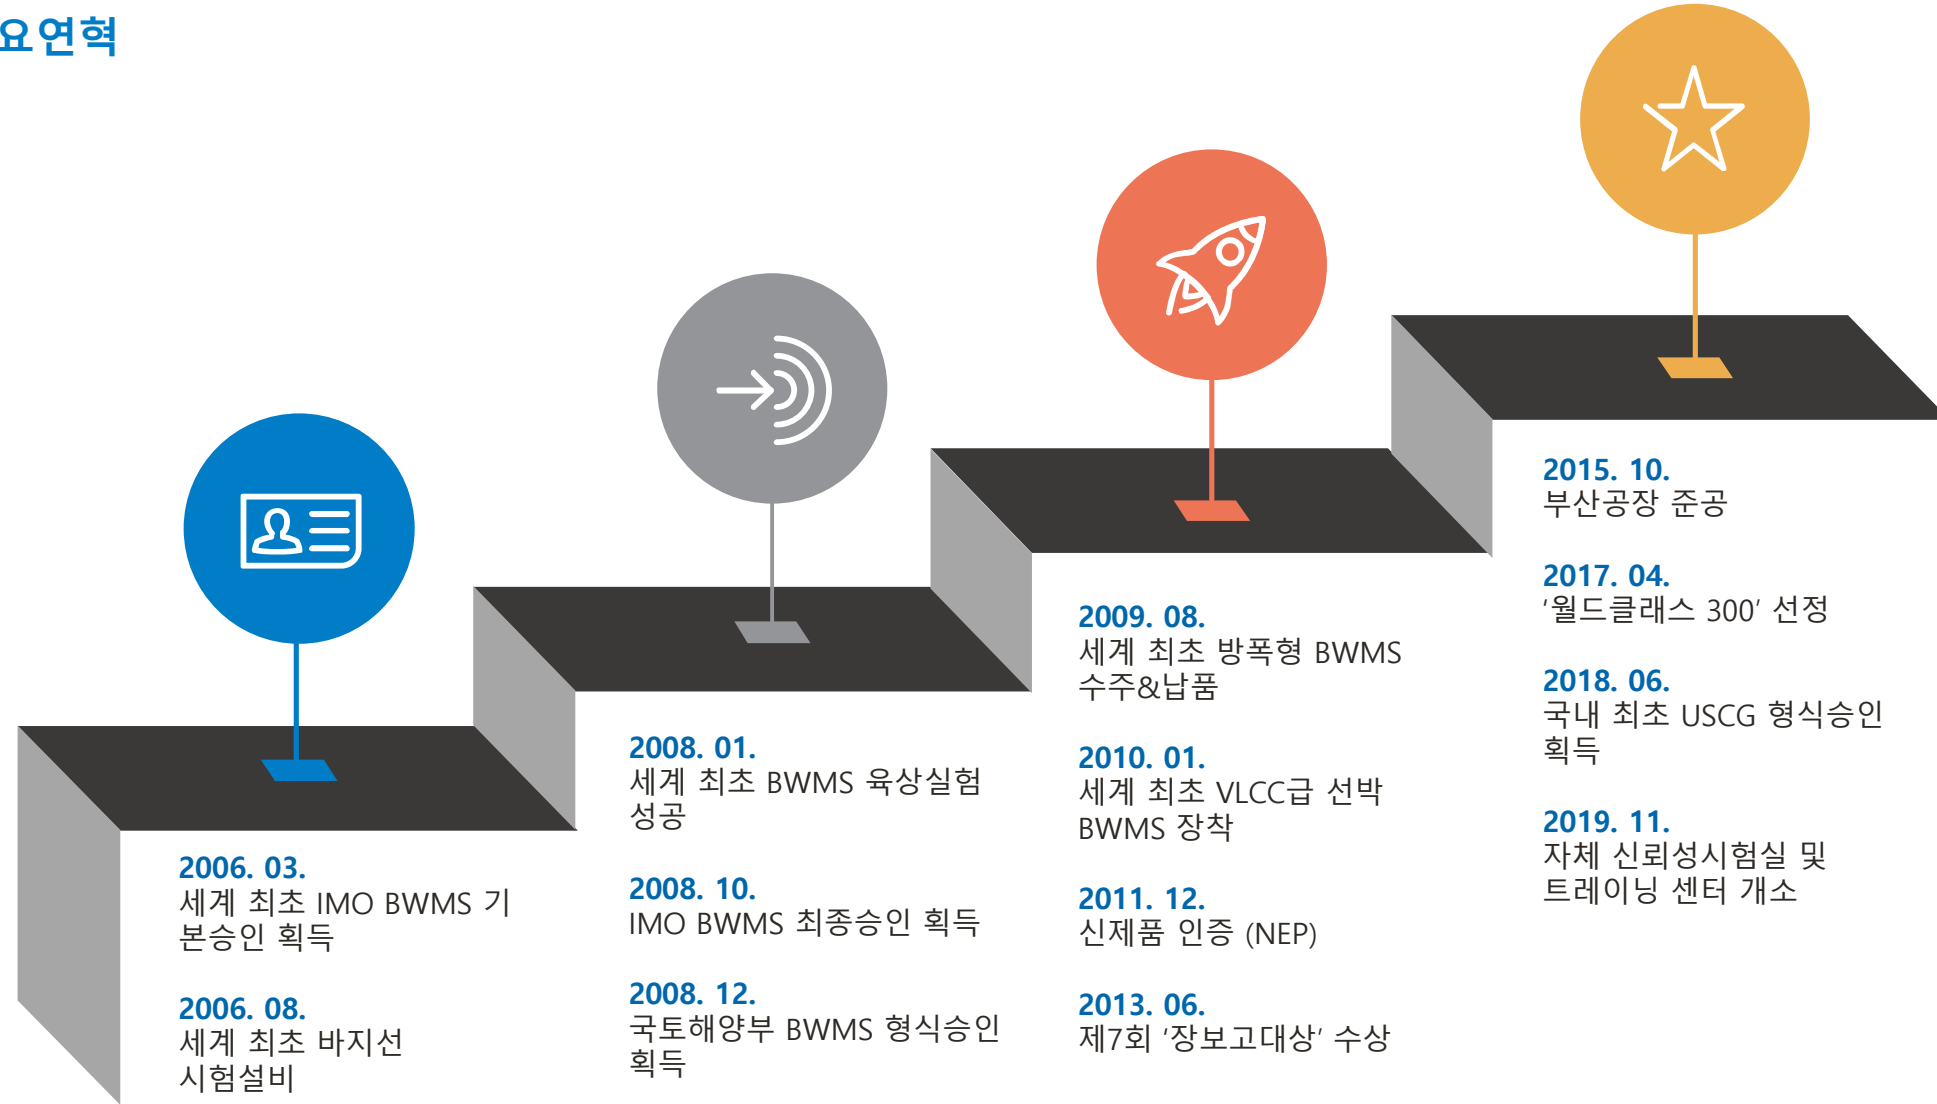 요연혁
2006. 03.
세계 최초 IMO BWMS 기
본승인 획득
2006. 08.
세계 최초 바지선
시험설비
2008. 01.
세계 최초 BWMS 육상실험
성공
2008. 10.
IMO BWMS 최종승인 획득
2008. 12.
국토해양부 BWMS 형식승인
획득
2009. 08.
세계 최초 방폭형 BWMS
수주&납품
2010. 01.
세계 최초 VLCC급 선박
BWMS 장착
2011. 12.
신제품 인증 (NEP)
2013. 06.
제7회 ‘장보고대상’ 수상
2015. 10.
부산공장 준공
2017. 04.
‘월드클래스 300’ 선정
2018. 06.
국내 최초 USCG 형식승인
획득
2019. 11.
자체 신뢰성시험실 및
트레이닝 센터 개소